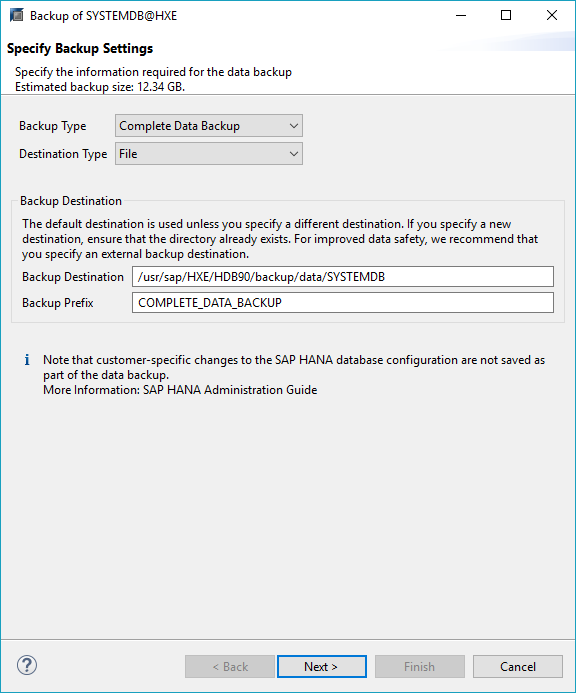 Backup of SYSTEMDB@HXE
Specify Backup Settings
Specify the information required for the data backup
Estimated backup size: 12.34 GB.
Backup Type Complete Data Backup
Destination Type File
Backup Destination
The default destination is used unless you specify a different destination. If you specify a new
destination, ensure that the directory already exists. For improved data safety, we recommend that
you specify an external backup destination.
Backup Destination /usr/sap/HXE/HDB90/backup/data/SYSTEMDB
Backup Prefix COMPLETE_DATA_BACKUP
Note that customer-specific changes to the SAP HANA database configuration are not saved as
part of the data backup.
More Information: SAP HANA Administration Guide
? < Back Next > Finish Cancel